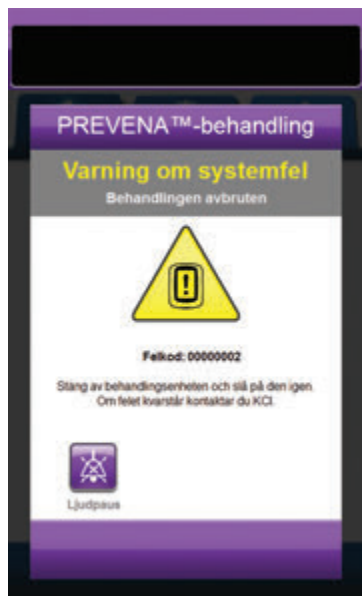 PREVENA™-behandling
Varning om systemfel
Behandlingen avbruten
Felkod: 00000002
Stäng av behandlingsenheten och slå på den igen.
Om felet kvarstår kontaktar du KCI.
Ljudpaus